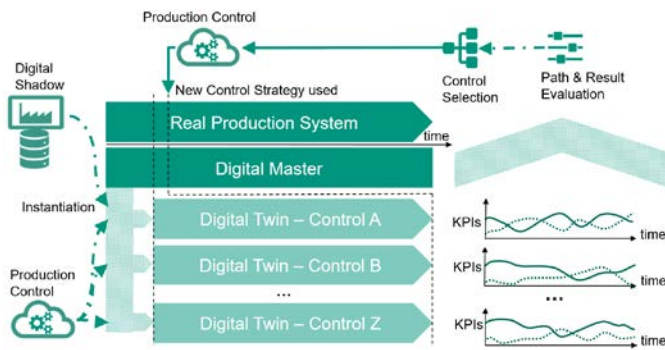 Production Control
Digital
Shadow
Control
Selection
Path & Result
Evaluation
New Control Strategy used
Real Production System
time
Digital Master
Instantiation
Digital Twin – Control A
KPIs
time
Digital Twin – Control B
KPIs
time
...
...
Production
Control
Digital Twin – Control Z
KPIs
time